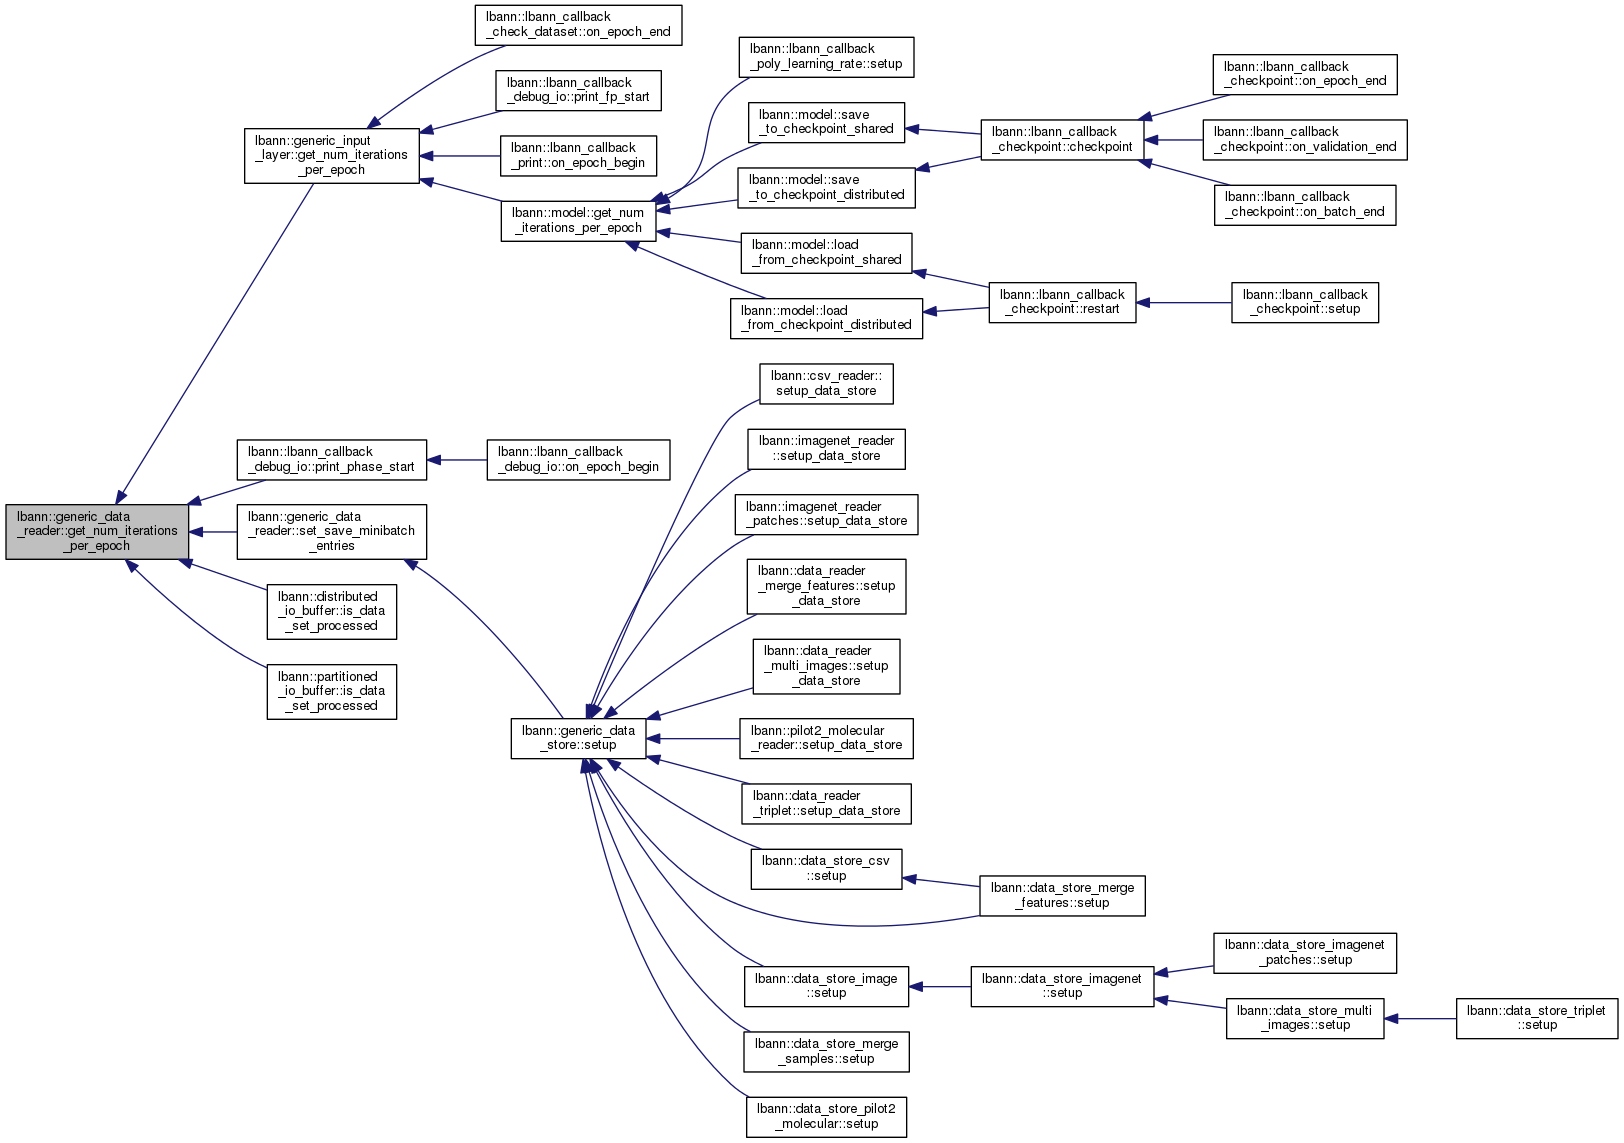 lbann::lbann_callback
_check_dataset::on_epoch_end
lbann::lbann_callback
_debug_io::print_fp_start
lbann::generic_input
_layer::get_num_iterations
_per_epoch
lbann::lbann_callback
_print::on_epoch_begin
lbann::model::get_num
_iterations_per_epoch
lbann::lbann_callback
_poly_learning_rate::setup
lbann::model::save
_to_checkpoint_shared
lbann::model::save
_to_checkpoint_distributed
lbann::model::load
_from_checkpoint_shared
lbann::model::load
_from_checkpoint_distributed
lbann::lbann_callback
_checkpoint::checkpoint
lbann::lbann_callback
_checkpoint::restart
lbann::lbann_callback
_checkpoint::on_epoch_end
lbann::lbann_callback
_checkpoint::on_validation_end
lbann::lbann_callback
_checkpoint::on_batch_end
lbann::lbann_callback
_checkpoint::setup
lbann::generic_data
_reader::get_num_iterations
_per_epoch
lbann::lbann_callback
_debug_io::print_phase_start
lbann::lbann_callback
_debug_io::on_epoch_begin
lbann::generic_data
_reader::set_save_minibatch
_entries
lbann::distributed
_io_buffer::is_data
_set_processed
lbann::partitioned
_io_buffer::is_data
_set_processed
lbann::generic_data
_store::setup
lbann::csv_reader::
setup_data_store
lbann::imagenet_reader
::setup_data_store
lbann::imagenet_reader
_patches::setup_data_store
lbann::data_reader
_merge_features::setup
_data_store
lbann::data_reader
_multi_images::setup
_data_store
lbann::pilot2_molecular
_reader::setup_data_store
lbann::data_reader
_triplet::setup_data_store
lbann::data_store_csv
::setup
lbann::data_store_merge
_features::setup
lbann::data_store_image
::setup
lbann::data_store_imagenet
::setup
lbann::data_store_imagenet
_patches::setup
lbann::data_store_multi
_images::setup
lbann::data_store_triplet
::setup
lbann::data_store_merge
_samples::setup
lbann::data_store_pilot2
_molecular::setup